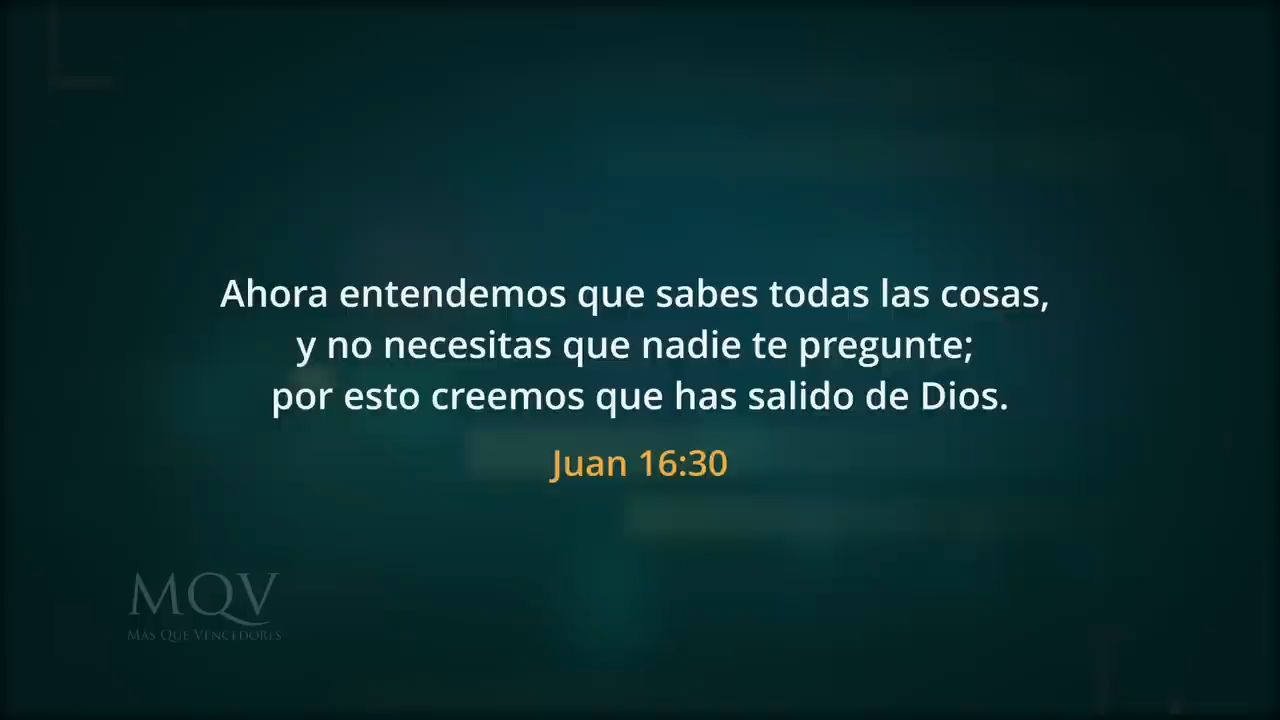 Ahora entendemos que sabes todas las cosas,
y no necesitas que nadie te pregunte;
por esto creemos que has salido de Dios.
Juan 16:30
MQV
Más Que Vencedores